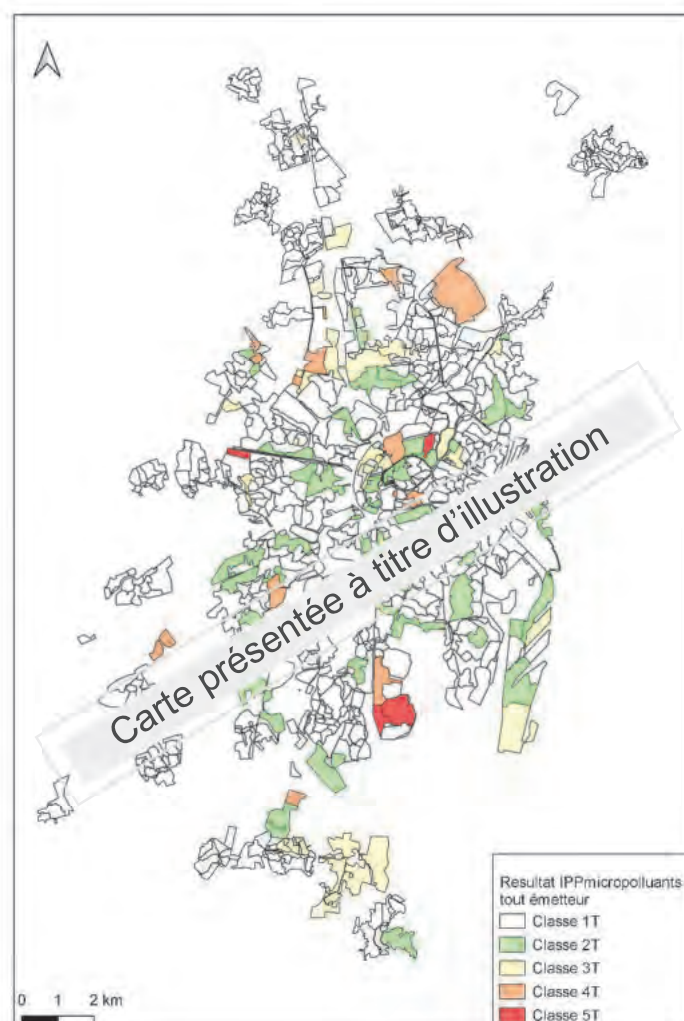 Carte présentée à titre d'illustration
Resultat IPPmicropolluants
tout émetteur
Classe 1T
Classe 2T
Classe 3T
Classe 4T
Classe 5T
0 1 2 km